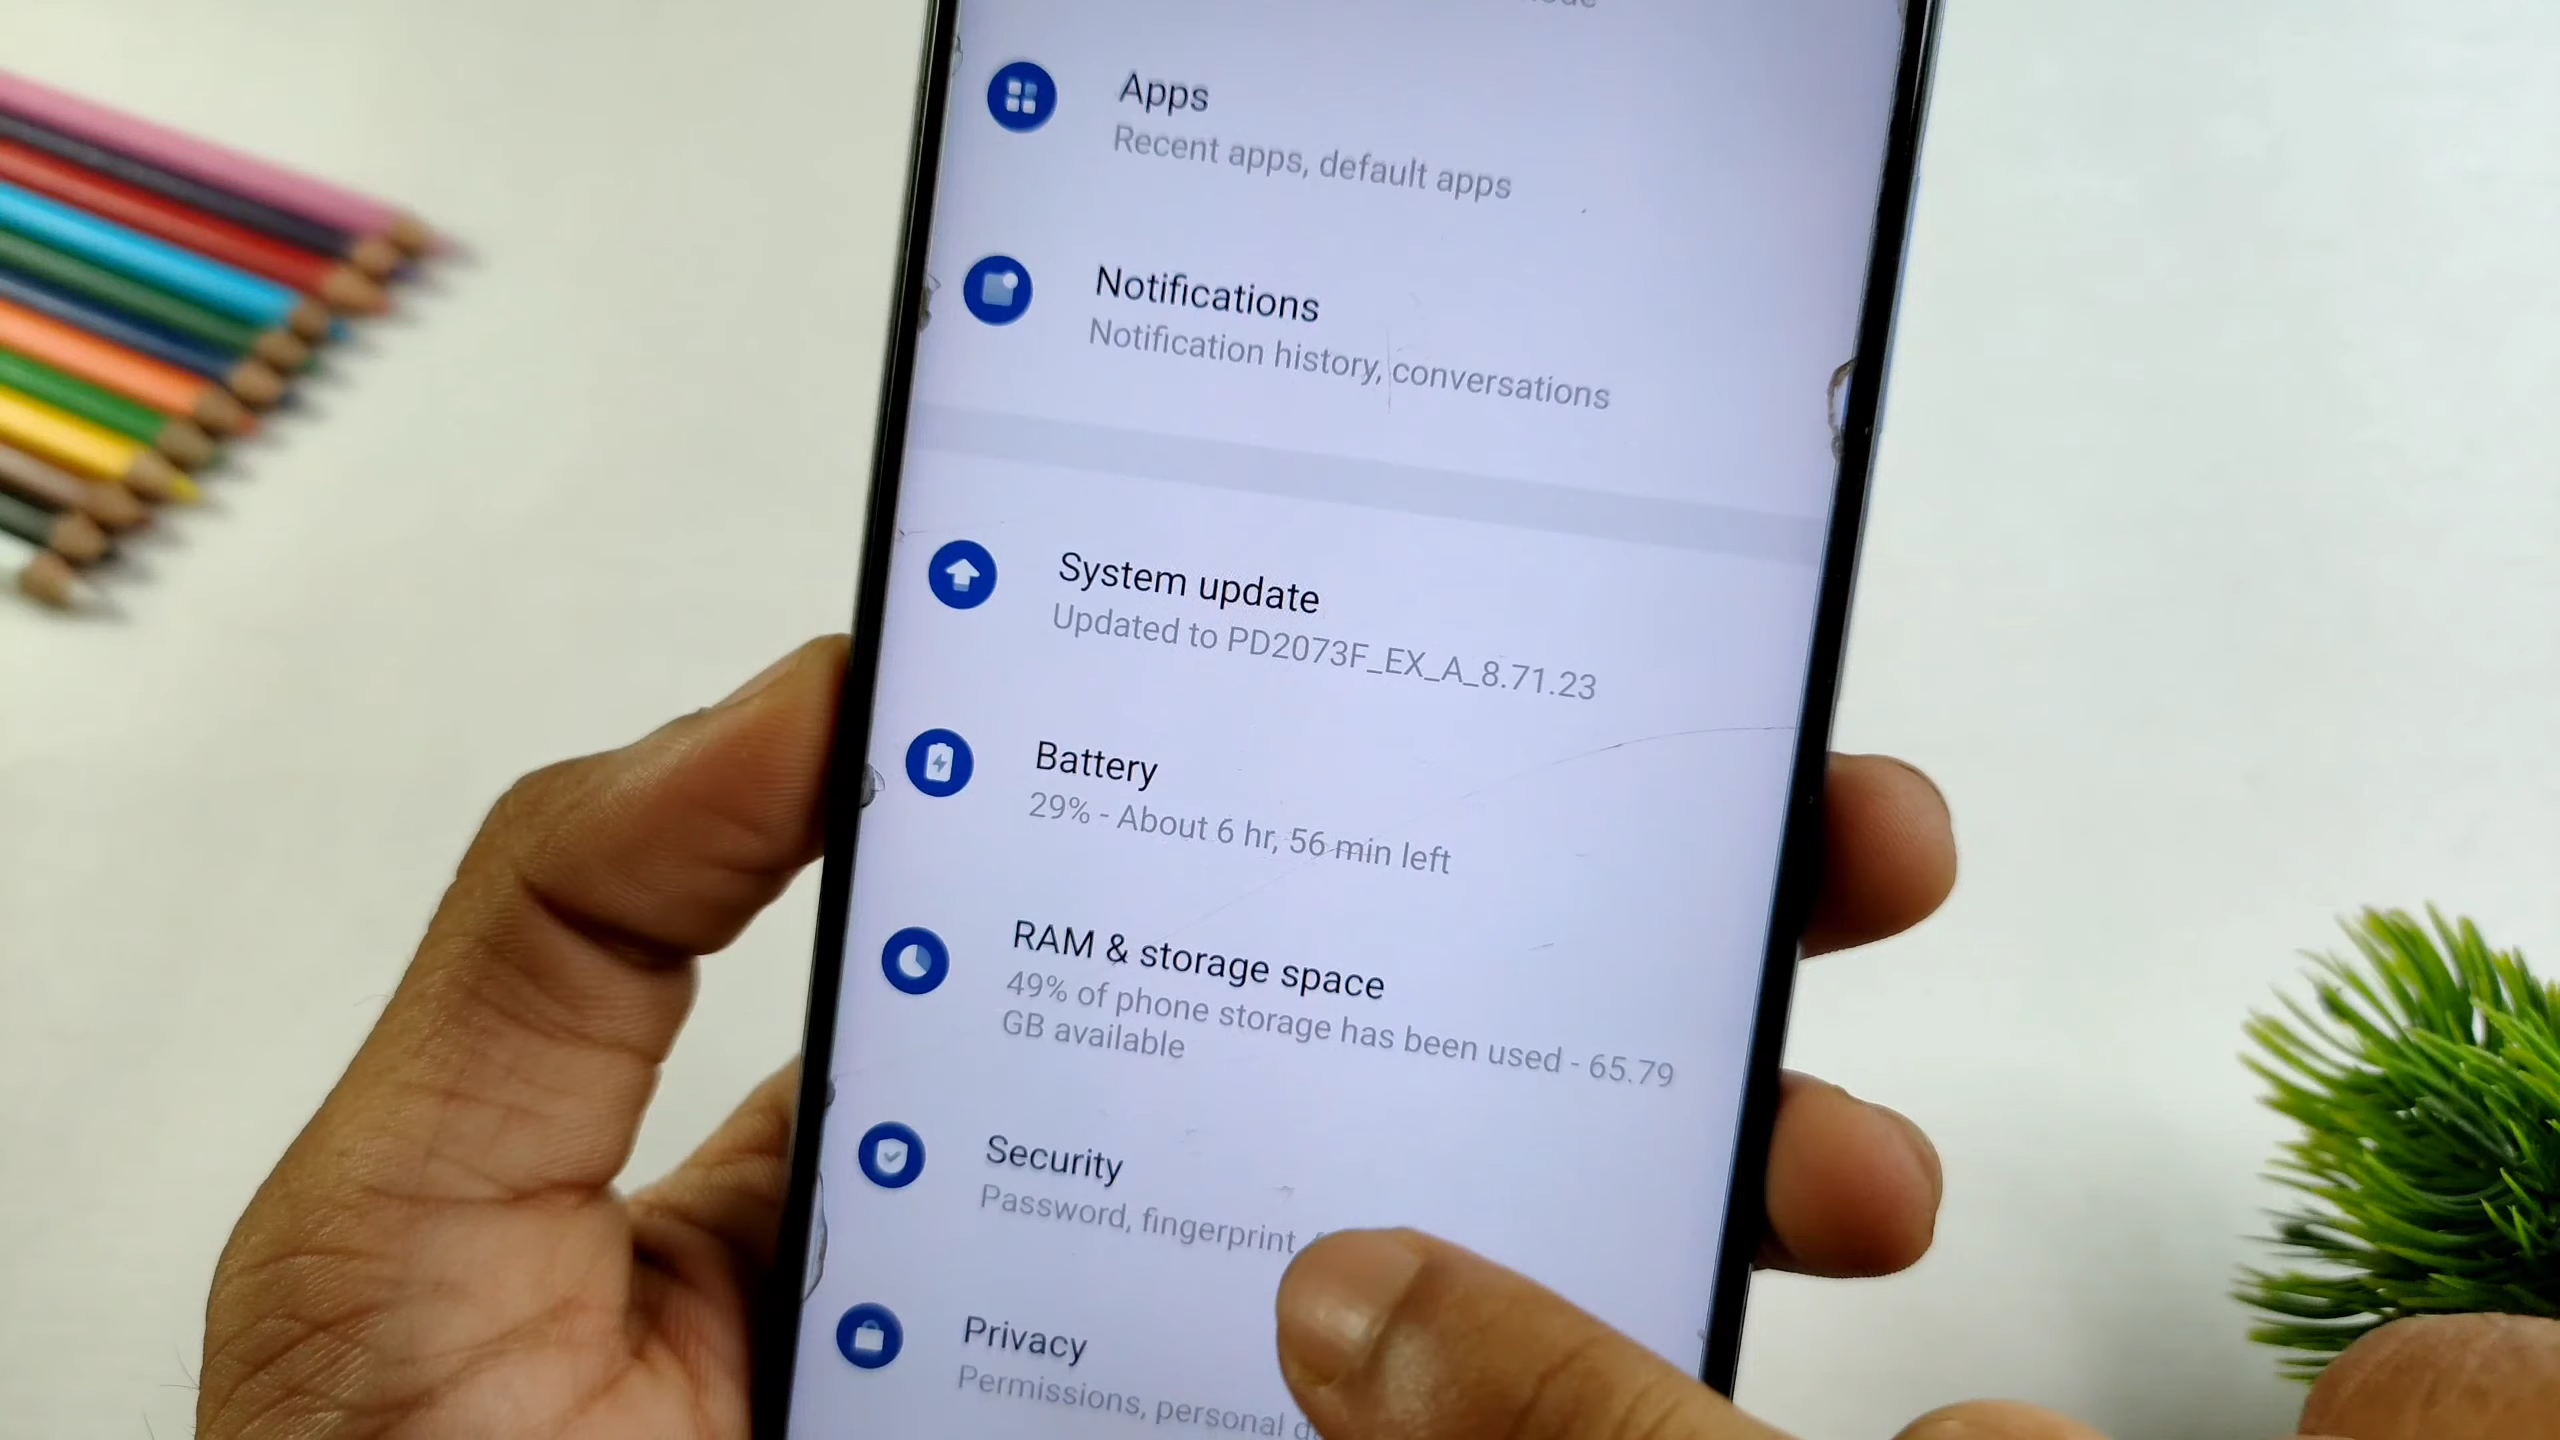 Apps
Recent apps, default apps
Notifications
Notification history, conversations
System update
Updated to PD2073F_EX_A_8.71.23
Battery
29% - About 6 hr, 56 min left
RAM & storage space
49% of phone storage has been used - 65.79
GB available
Security
Password, fingerprint,
Privacy
Permissions, personal